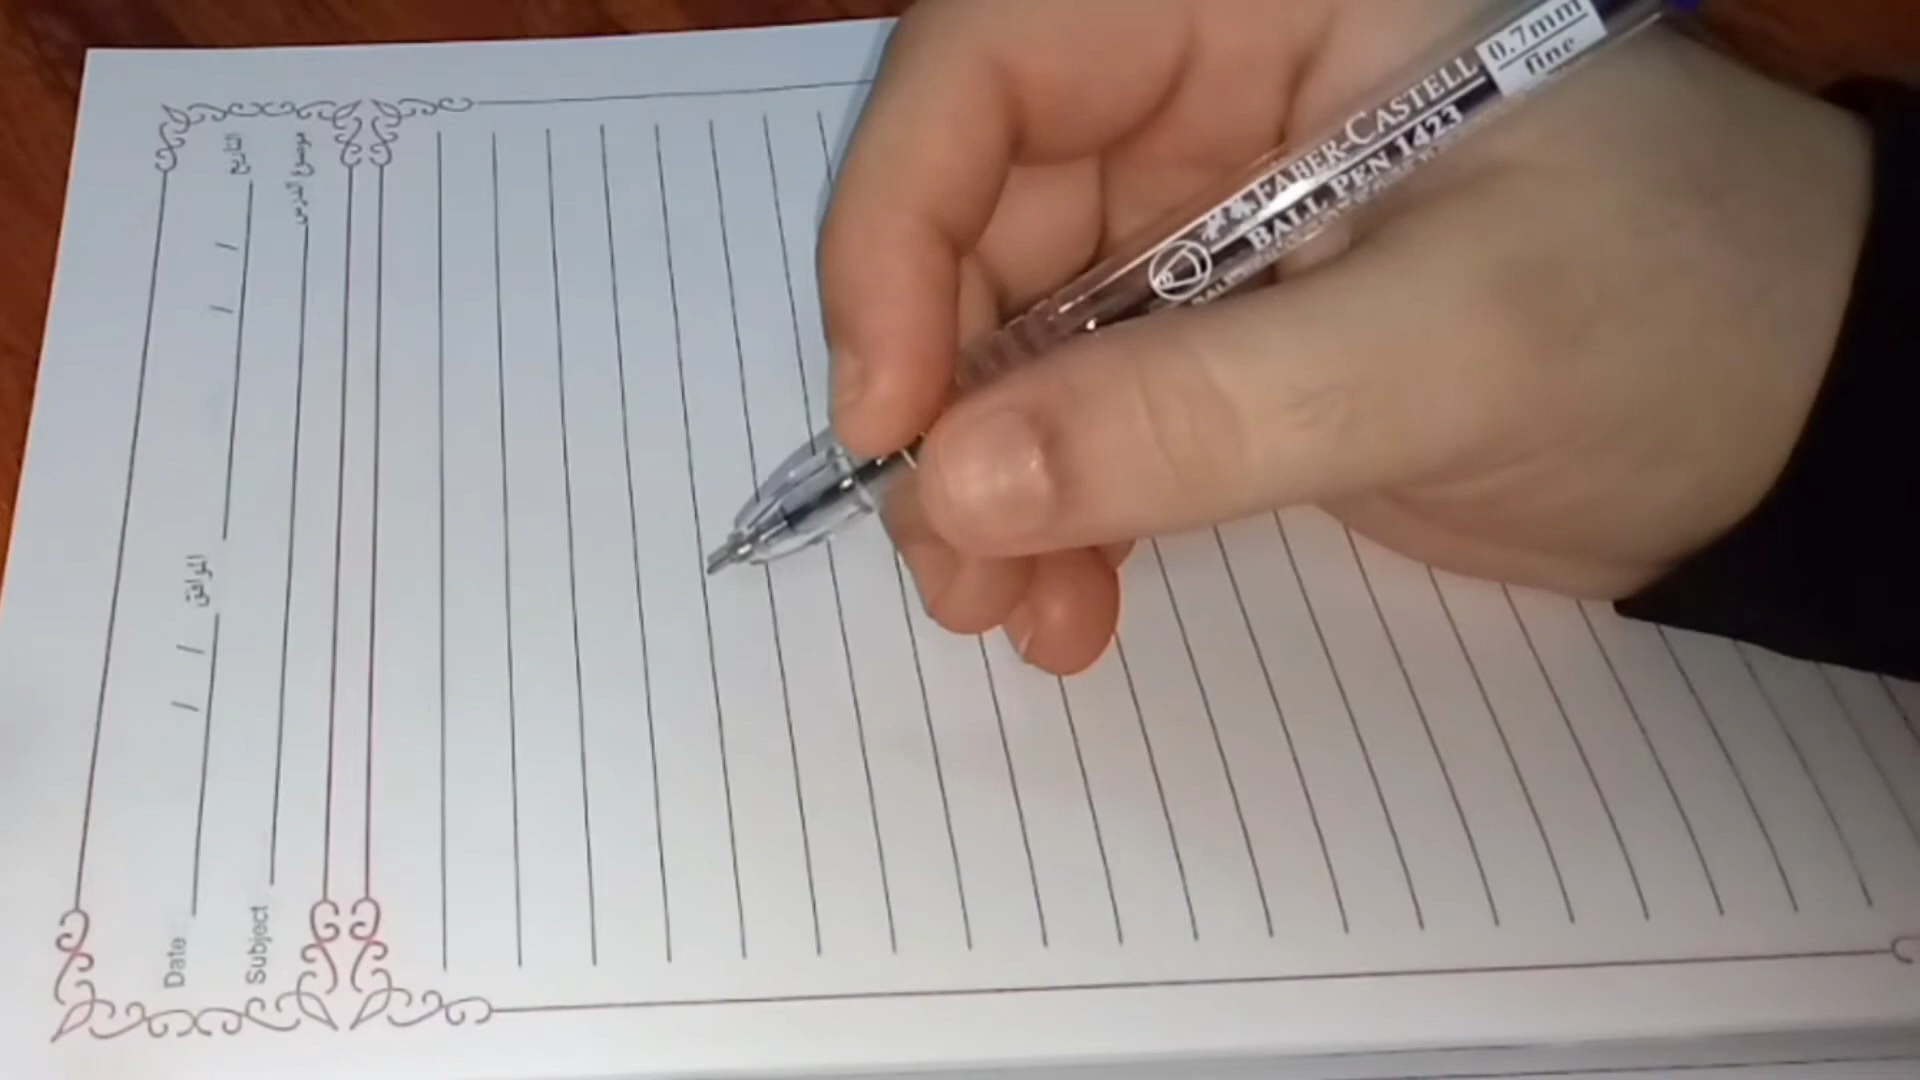 التاريخ / / الموافق / / Date
موضوع الدرس Subject
FABER-CASTELL
BALL PEN 1423
0.7mm
fine